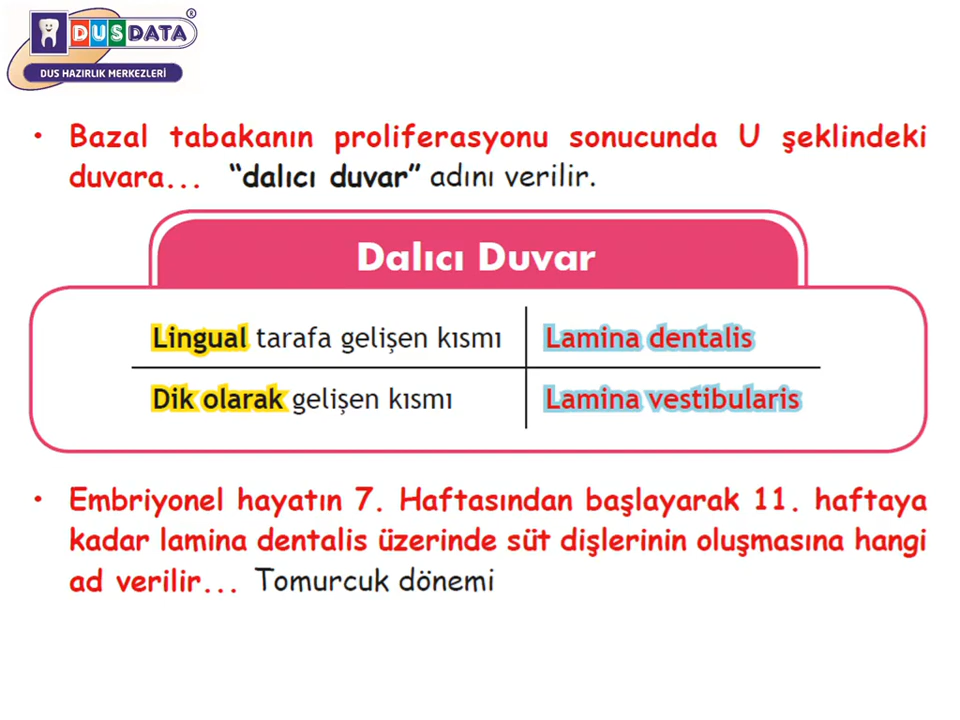 DUSDATA®
DUS HAZIRLIK MERKEZLERİ
• Bazal tabakanın proliferasyonu sonucunda U şeklindeki
duvara... “dalıcı duvar” adını verilir.
Dalıcı Duvar
Lingual tarafa gelişen kısmı Lamina dentalis
Dik olarak gelişen kısmı Lamina vestibularis
• Embriyonel hayatın 7. Haftasından başlayarak 11. haftaya
kadar lamina dentalis üzerinde süt dişlerinin oluşmasına hangi
ad verilir... Tomurcuk dönemi